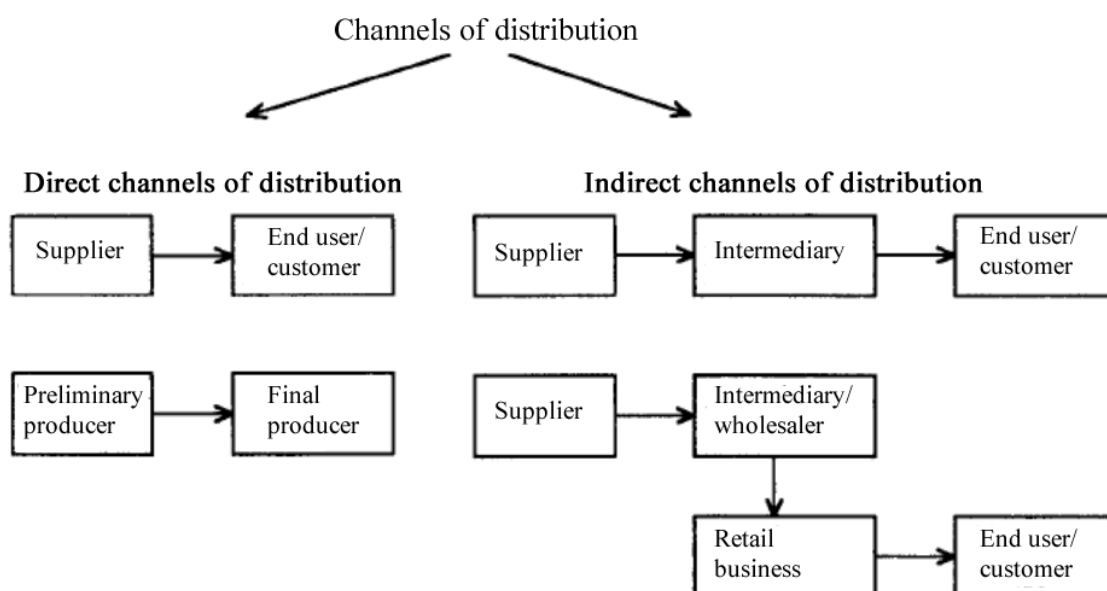 Channels of distribution
Direct channels of distribution
Supplier
End user/
customer
Preliminary
producer
Final
producer
Indirect channels of distribution
Supplier
Intermediary
End user/
customer
Supplier
Intermediary/
wholesaler
Retail
business
End user/
customer